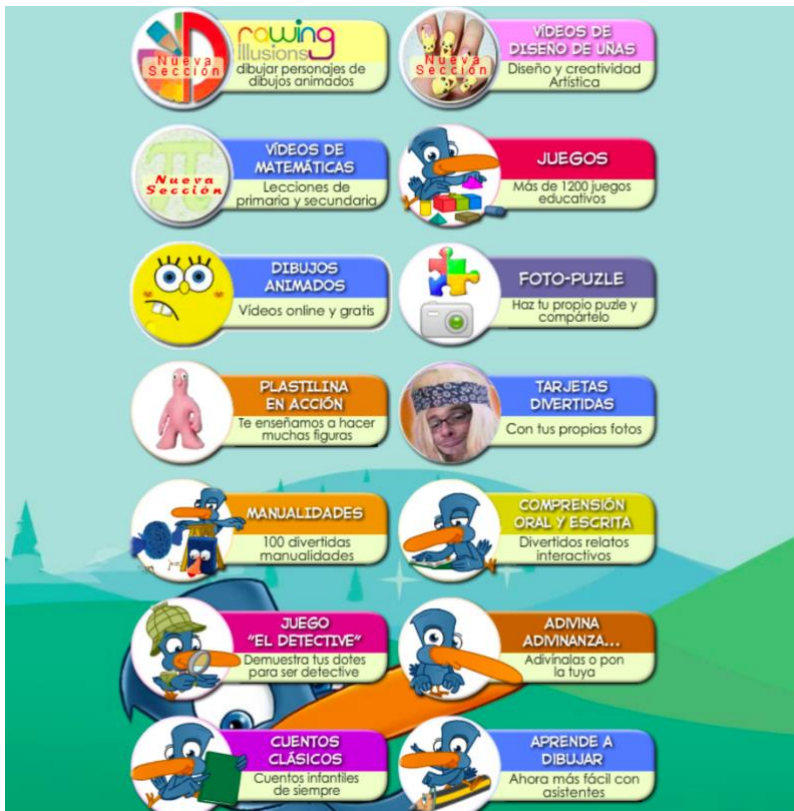 rawing
Illusions
Nueva
Sección
dibujar personajes de
dibujos animados
VÍDEOS DE
DISEÑO DE UÑAS
Nueva
Sección
Diseño y creatividad
Artística
VÍDEOS DE
MATEMÁTICAS
Nueva
Sección
Lecciones de
primaria y secundaria
JUEGOS
Más de 1200 juegos
educativos
DIBUJOS
ANIMADOS
Vídeos online y gratis
FOTO-PUZLE
Haz tu propio puzle y
compártelo
PLASTILINA
EN ACCIÓN
Te enseñamos a hacer
muchas figuras
TARJETAS
DIVERTIDAS
Con tus propias fotos
MANUALIDADES
100 divertidas
manualidades
COMPRENSIÓN
ORAL Y ESCRITA
Divertidos relatos
interactivos
JUEGO
"EL DETECTIVE"
Demuestra tus dotes
para ser detective
ADIVINA
ADIVINANZA...
Adivínalas o pon
la tuya
CUENTOS
CLÁSICOS
Cuentos infantiles
de siempre
APRENDE A
DIBUJAR
Ahora más fácil con
asistentes